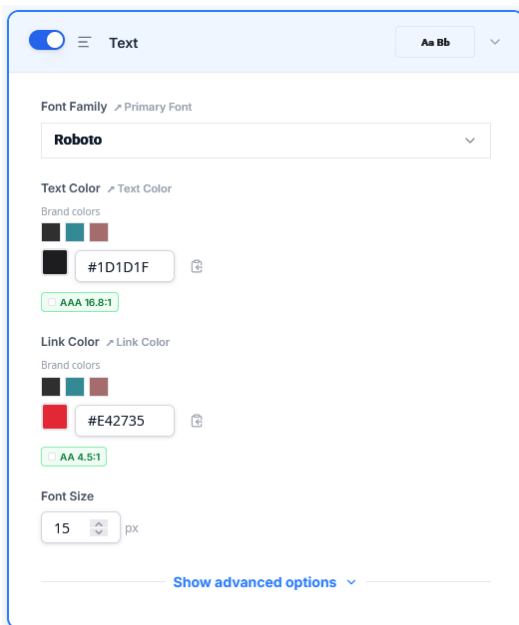 Text
Aa Bb
Font Family ↗ Primary Font
Roboto
Text Color ↗ Text Color
Brand colors
#1D1D1F
AAA 16.8:1
Link Color ↗ Link Color
Brand colors
#E42735
AA 4.5:1
Font Size
15 px
Show advanced options